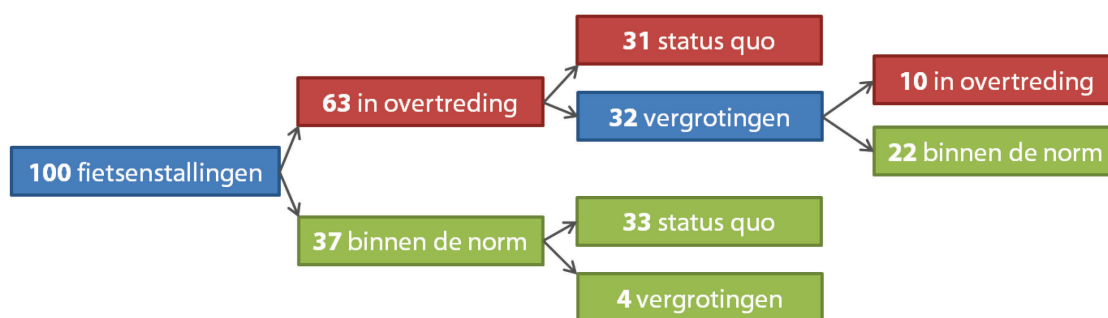 100 fietsenstallingen
63 in overtreding
37 binnen de norm
31 status quo
32 vergrotingen
33 status quo
4 vergrotingen
10 in overtreding
22 binnen de norm